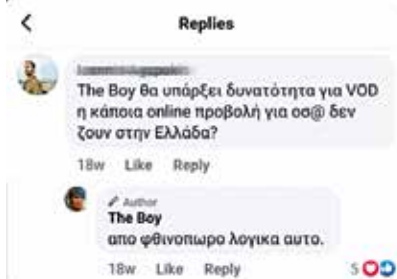 Replies
The Boy θα υπάρξει δυνατότητα για VOD
η κάποια online προβολή για οσ@ δεν
ζουν στην Ελλάδα?
18w Like Reply
Author
The Boy
απο φθινοπωρο λογικα αυτο.
18w Like Reply 5